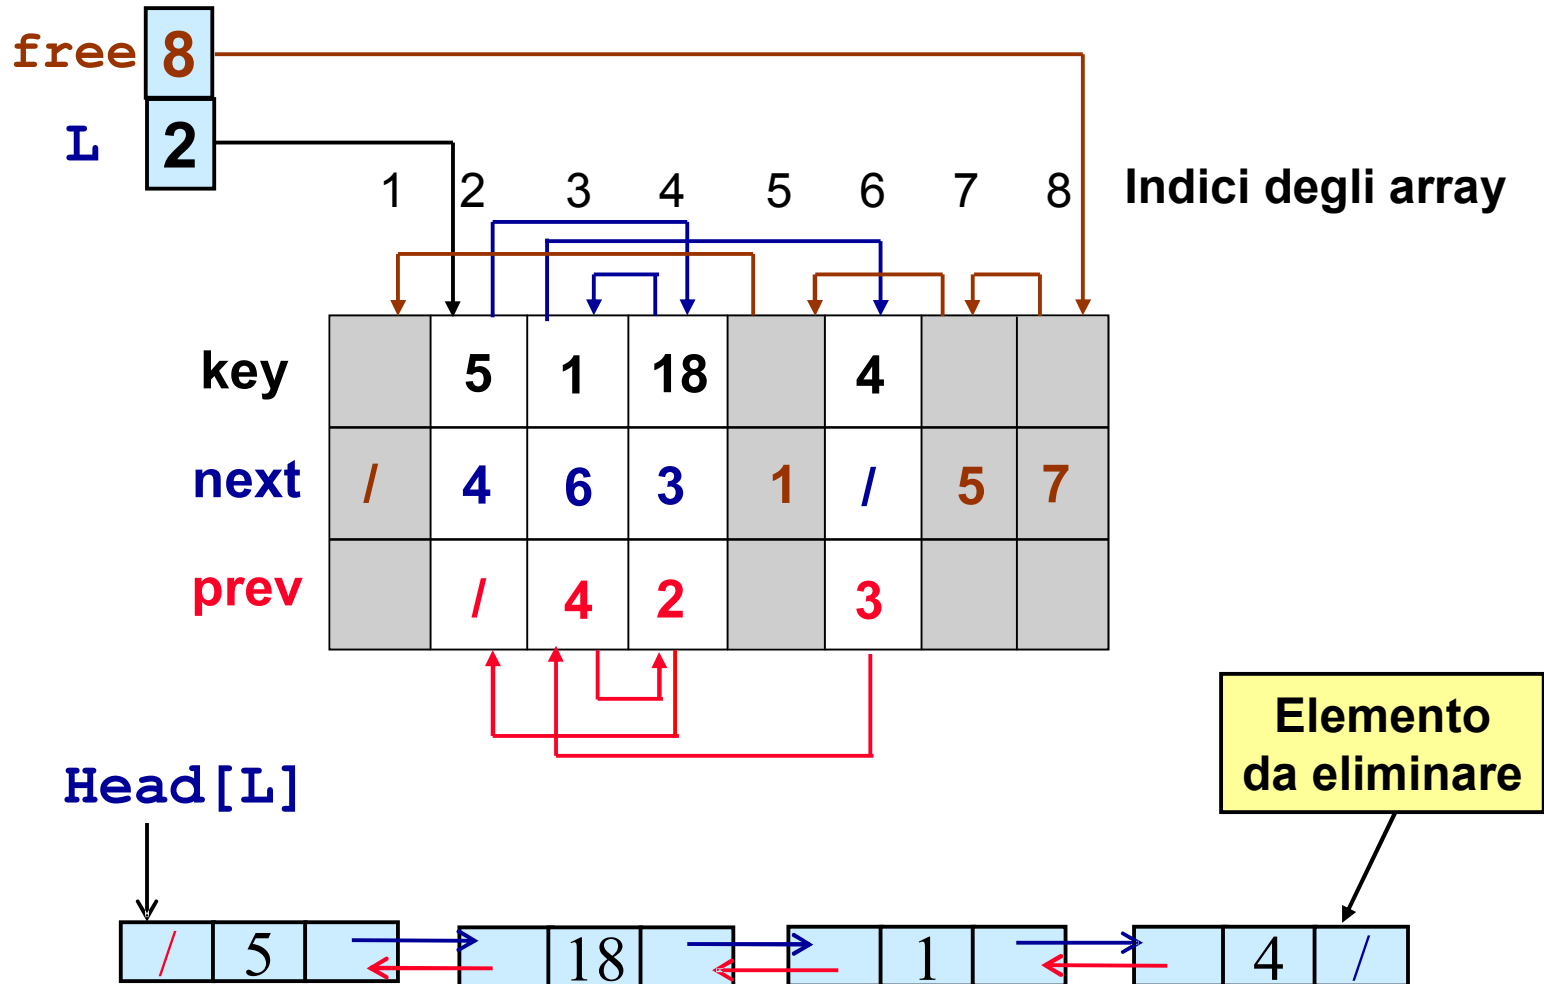 free 8
L 2
1 2 3 4 5 6 7 8 Indici degli array
key 5 1 18 4
next / 4 6 3 1 / 5 7
prev / 4 2 3
Elemento
da eliminare
Head[L]
/ 5 18 1 4 /